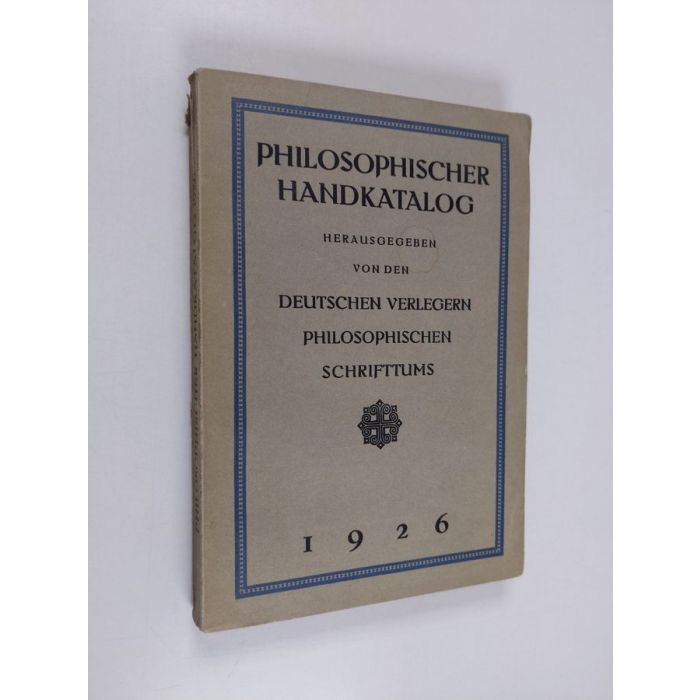 PHILOSOPHISCHER
HANDKATALOG
HERAUSGEGEBEN
VON DEN
DEUTSCHEN VERLEGERN
PHILOSOPHISCHEN
SCHRIFTTUMS
1926